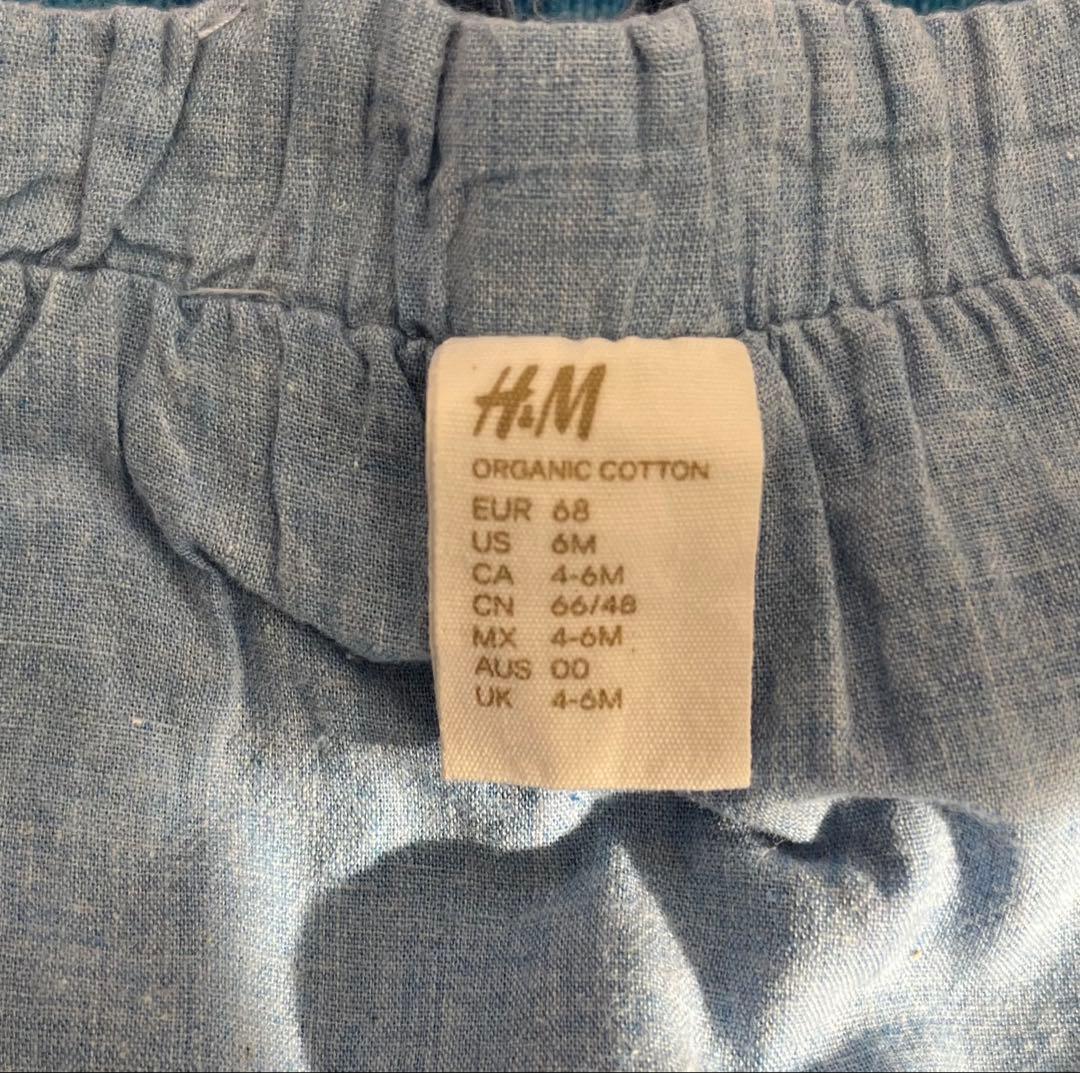 H&M
ORGANIC COTTON
EUR 68
US 6M
CA 4-6M
CN 66/48
MX 4-6M
AUS 00
UK 4-6M